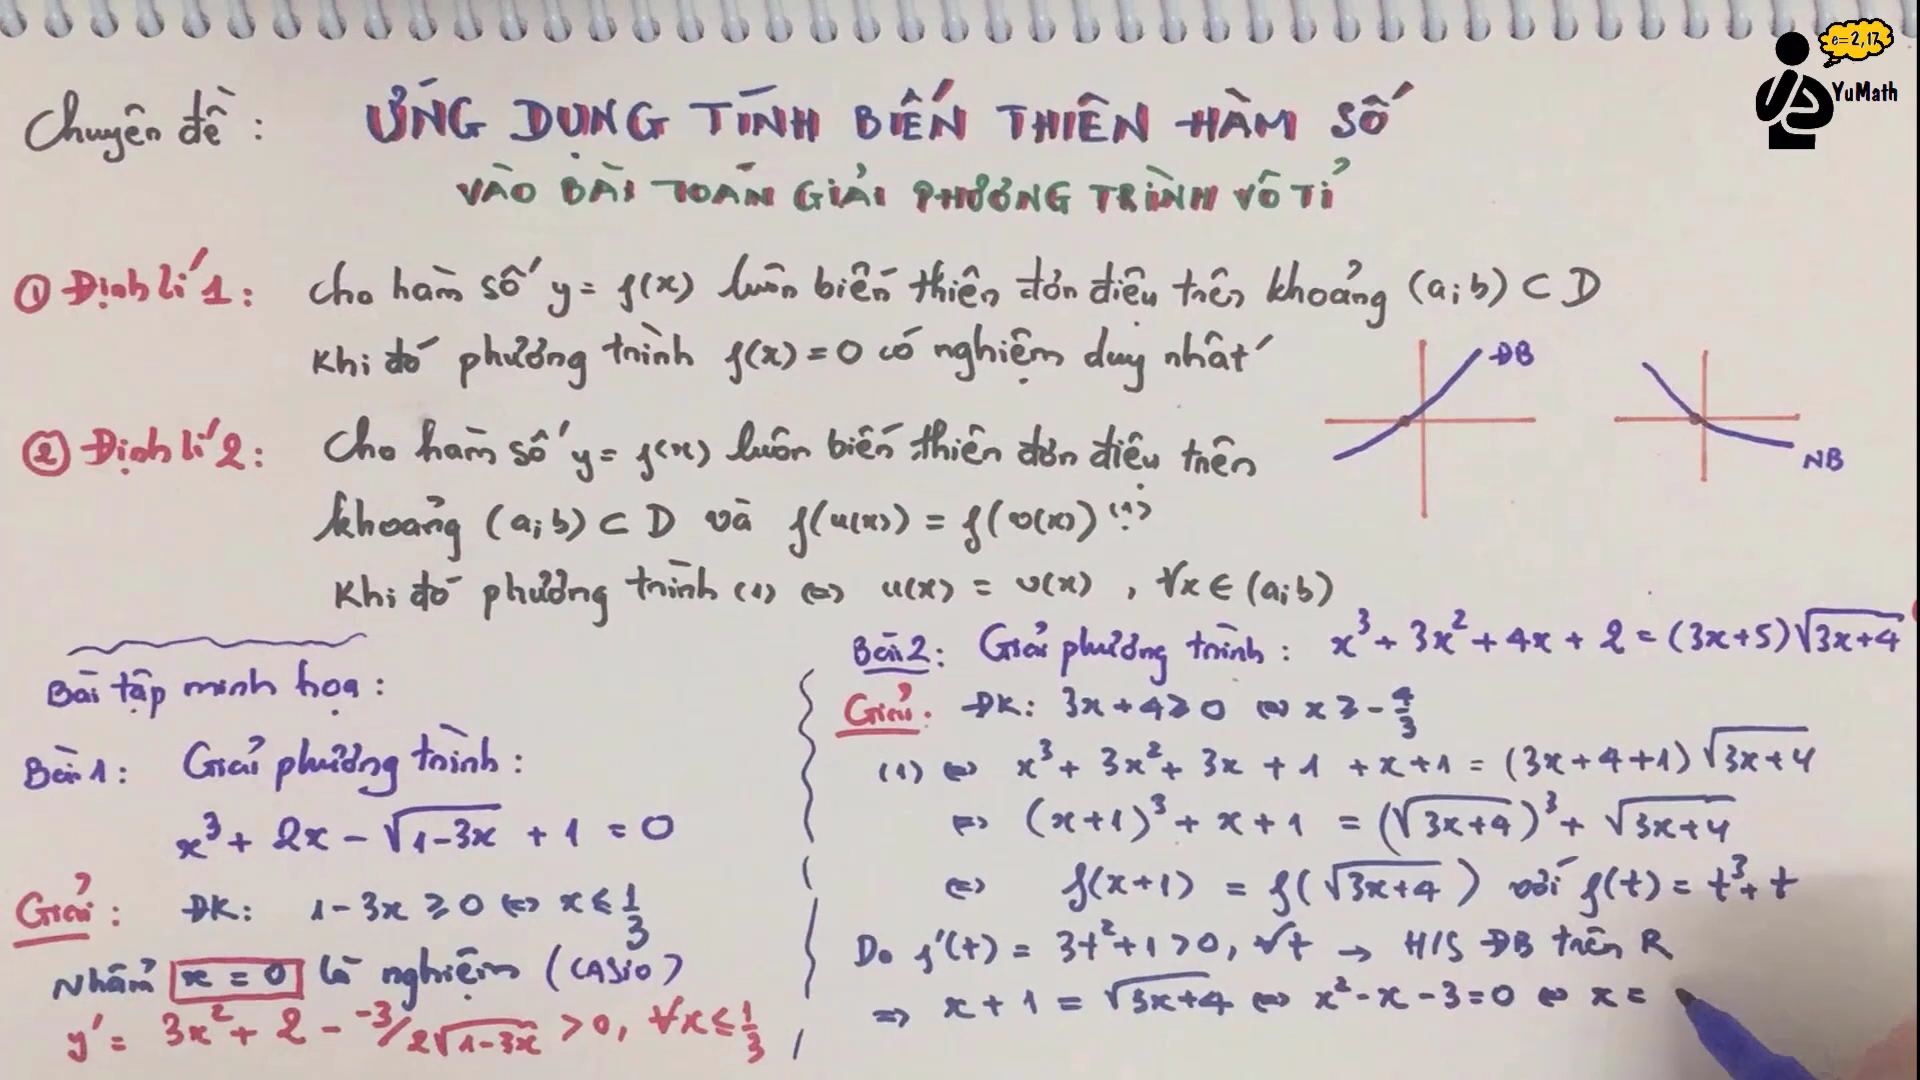 e=2,17
YuMath
Chuyên đề: ỨNG DỤNG TÍNH BIẾN THIÊN HÀM SỐ
VÀO BÀI TOÁN GIẢI PHƯƠNG TRÌNH VÔ TỈ
① Định lí 1: Cho hàm số y = f(x) luôn biến thiên đơn điệu trên khoảng (a;b) ⊂ D
Khi đó phương trình f(x) = 0 có nghiệm duy nhất
ĐB
NB
② Định lí 2: Cho hàm số y = f(x) luôn biến thiên đơn điệu trên
khoảng (a;b) ⊂ D và f(u(x)) = f(v(x)) (1)
Khi đó phương trình (1) ⇔ u(x) = v(x), ∀x ∈ (a;b)
Bài tập minh họa:
Bài 1: Giải phương trình:
x³ + 2x - √(1-3x) + 1 = 0
Giải: ĐK: 1 - 3x ≥ 0 ⇔ x ≤ 1/3
Nhẩm x = 0 là nghiệm (CASIO)
y' = 3x² + 2 - -3/2√(1-3x) > 0, ∀x ≤ 1/3
Bài 2: Giải phương trình: x³ + 3x² + 4x + 2 = (3x+5)√(3x+4)
Giải: ĐK: 3x + 4 ≥ 0 ⇔ x ≥ -4/3
(1) ⇔ x³ + 3x² + 3x + 1 + x + 1 = (3x+4+1)√(3x+4)
⇔ (x+1)³ + x + 1 = (√(3x+4))³ + √(3x+4)
⇔ f(x+1) = f(√(3x+4)) với f(t) = t³ + t
Do f'(t) = 3t² + 1 > 0, ∀t → H/S ĐB trên R
⇒ x + 1 = √(3x+4) ⇔ x² - x - 3 = 0 ⇔ x =